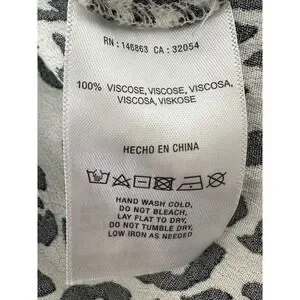 RN : 146863 CA : 32054
100% VISCOSE, VISCOSE, VISCOSA,
VISCOSA, VISKOSE
HECHO EN CHINA
HAND WASH COLD,
DO NOT BLEACH,
LAY FLAT TO DRY,
DO NOT TUMBLE DRY,
LOW IRON AS NEEDED